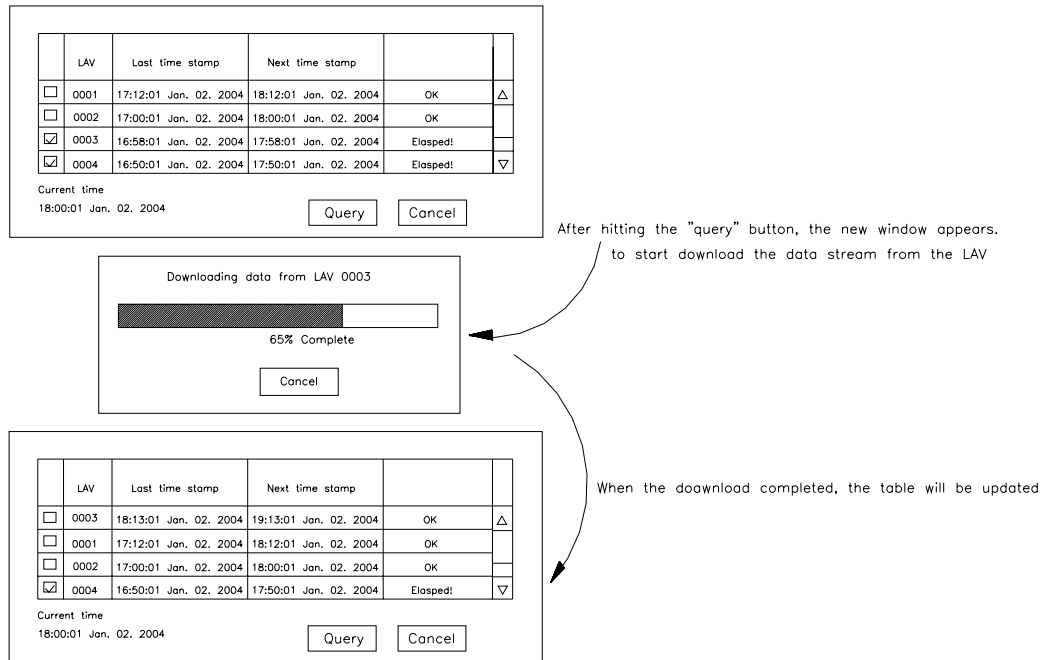 LAV Last time stamp Next time stamp
0001 17:12:01 Jan. 02. 2004 18:12:01 Jan. 02. 2004 OK
0002 17:00:01 Jan. 02. 2004 18:00:01 Jan. 02. 2004 OK
0003 16:58:01 Jan. 02. 2004 17:58:01 Jan. 02. 2004 Elasped!
0004 16:50:01 Jan. 02. 2004 17:50:01 Jan. 02. 2004 Elasped!
Current time
18:00:01 Jan. 02. 2004
Query Cancel
After hitting the "query" button, the new window appears.
to start download the data stream from the LAV
Downloading data from LAV 0003
65% Complete
Cancel
When the doawnload completed, the table will be updated
LAV Last time stamp Next time stamp
0003 18:13:01 Jan. 02. 2004 19:13:01 Jan. 02. 2004 OK
0001 17:12:01 Jan. 02. 2004 18:12:01 Jan. 02. 2004 OK
0002 17:00:01 Jan. 02. 2004 18:00:01 Jan. 02. 2004 OK
0004 16:50:01 Jan. 02. 2004 17:50:01 Jan. 02. 2004 Elasped!
Current time
18:00:01 Jan. 02. 2004
Query Cancel